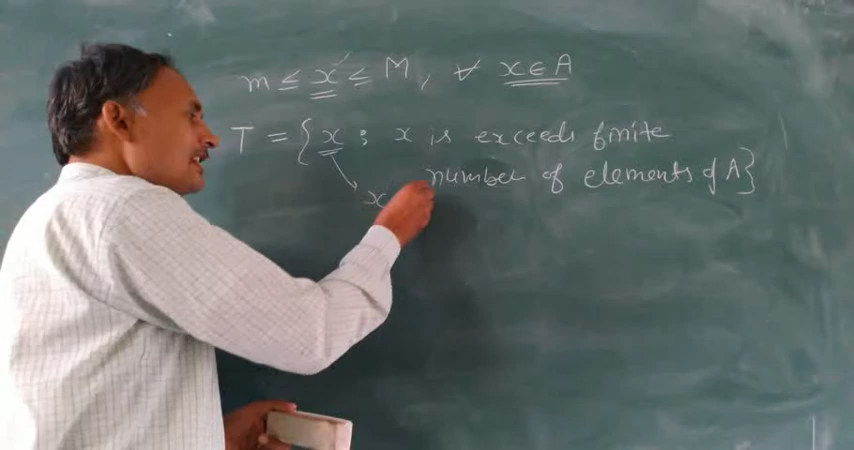 m ≤ x ≤ M, ∀ x ∈ A
T = {x ; x is exceeds finite
number of elements of A}
x